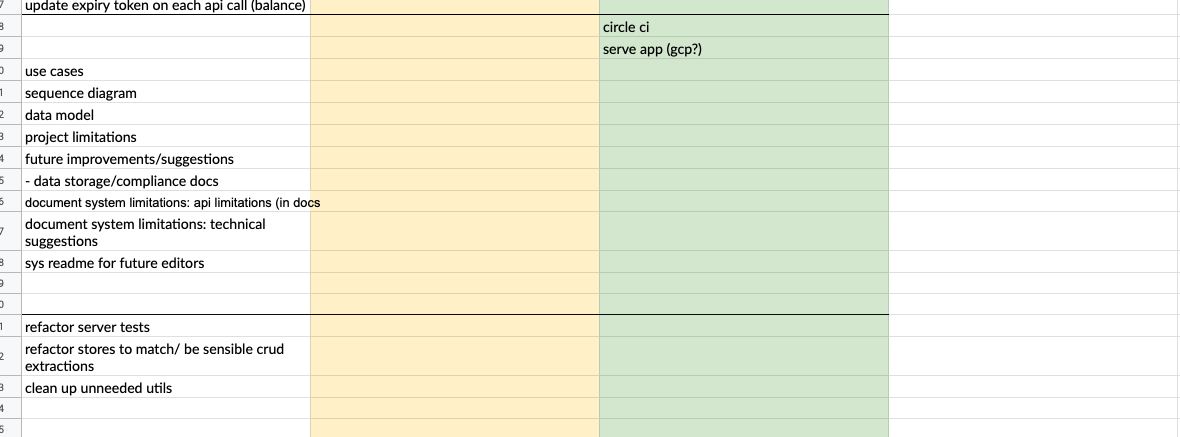 7 update expiry token on each api call (balance)
8 circle ci
9 serve app (gcp?)
0 use cases
1 sequence diagram
2 data model
3 project limitations
4 future improvements/suggestions
5 - data storage/compliance docs
6 document system limitations: api limitations (in docs
7 document system limitations: technical
suggestions
8 sys readme for future editors
9
0
1 refactor server tests
2 refactor stores to match/ be sensible crud
extractions
3 clean up unneeded utils
4
5